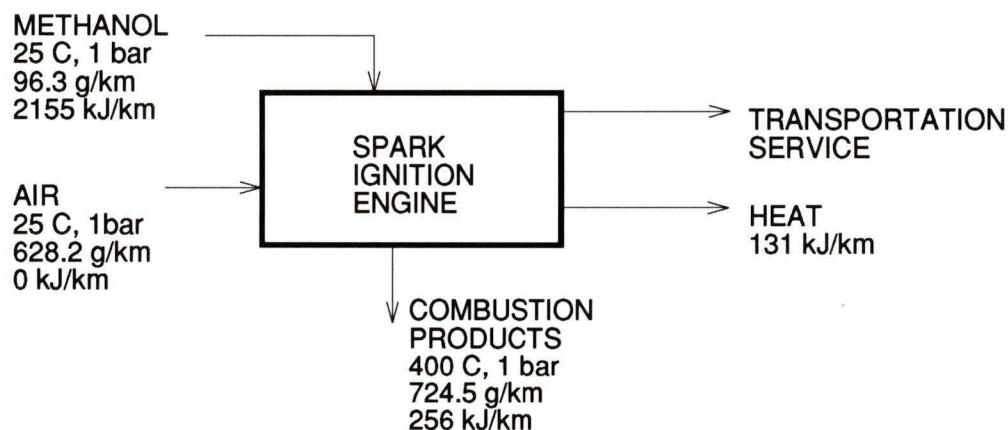 METHANOL
25 C, 1 bar
96.3 g/km
2155 kJ/km
AIR
25 C, 1bar
628.2 g/km
0 kJ/km
SPARK
IGNITION
ENGINE
TRANSPORTATION
SERVICE
HEAT
131 kJ/km
COMBUSTION
PRODUCTS
400 C, 1 bar
724.5 g/km
256 kJ/km